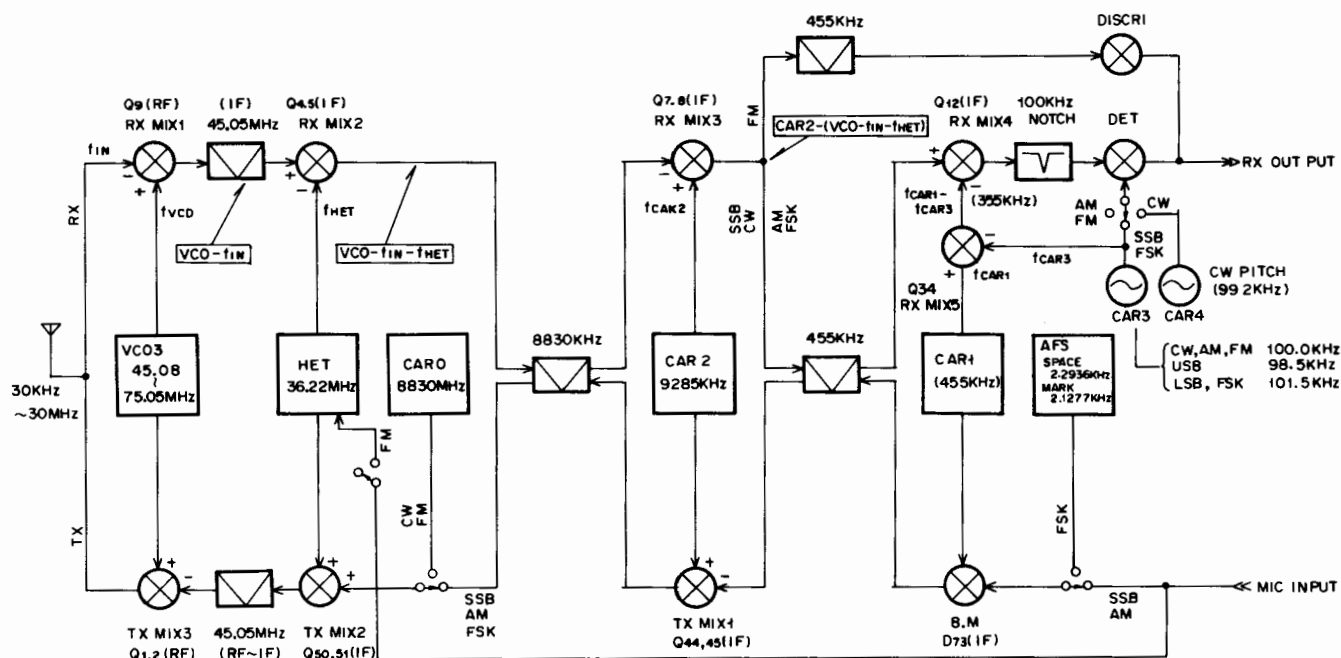 455KHz
DISCRI
Q9(RF)
RX MIX1
(IF)
45.05MHz
Q4.5(IF)
RX MIX2
Q7.8(IF)
RX MIX3
FM
CAR2-(VCO-fIN-fHET)
Q12(IF)
RX MIX4
100KHz
NOTCH
DET
fIN
-
+
+
-
-
+
+
-
RX OUT PUT
RX
fVCD
fHET
fCAK2
SSB
CW
AM
FSK
fCAR1-
fCAR3
(355KHz)
AM
FM
CW
SSB
FSK
VCO-fIN
VCO-fIN-fHET
-
+
fCAR3
fCAR1
Q34
RX MIX5
CW PITCH
(99.2KHz)
CAR3
CAR4
VCO3
45.08
~
75.05MHz
HET
36.22MHz
CAR0
8830MHz
8830KHz
CAR 2
9285KHz
455KHz
CAR1
(455KHz)
AFS
SPACE
2.2936KHz
MARK
2.1277KHz
CW,AM,FM 100.0KHz
USB 98.5KHz
LSB, FSK 101.5KHz
30KHz
~30MHz
FM
TX
CW
FM
FSK
+
-
+
+
+
-
MIC INPUT
SSB
AM
FSK
SSB
AM
TX MIX3
Q1.2(RF)
45.05MHz
(RF~IF)
TX MIX2
Q50,51(IF)
TX MIX1
Q44,45(IF)
B.M
D73(IF)